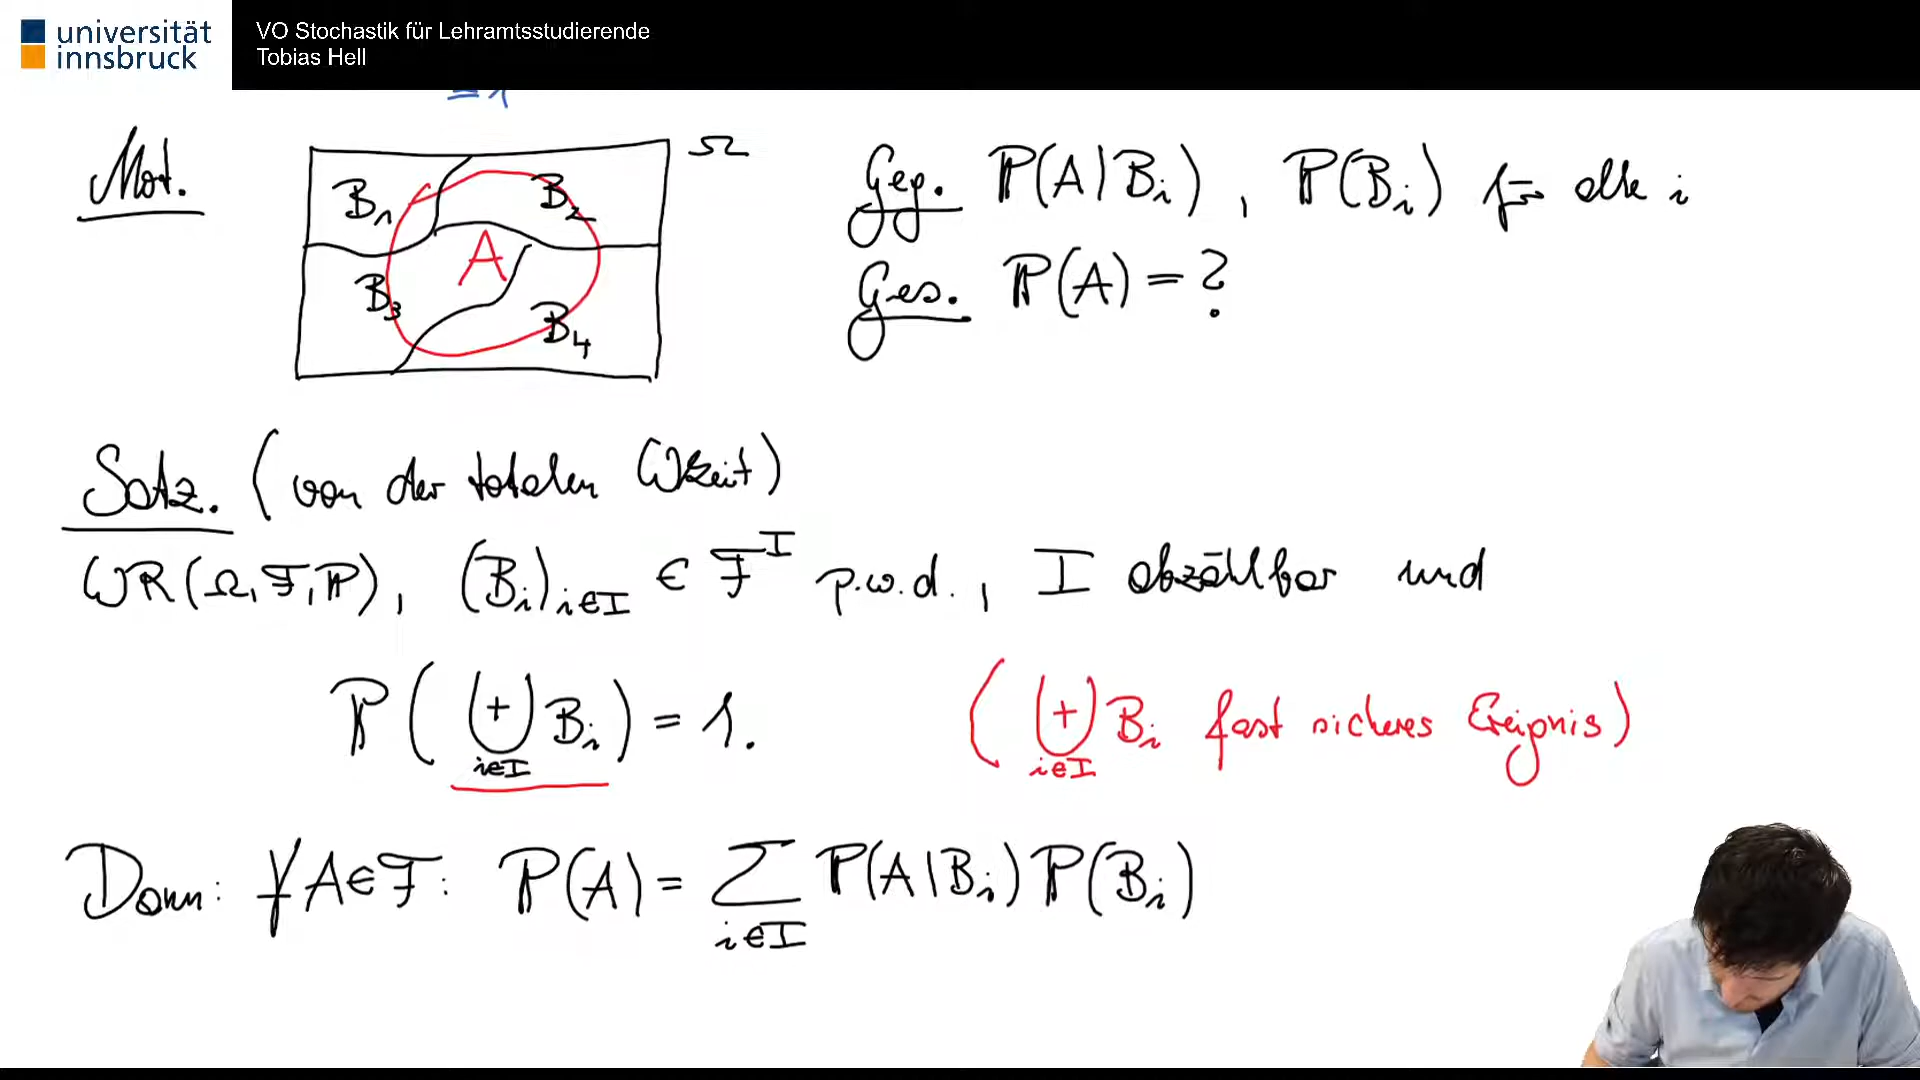 universität
innsbruck
VO Stochastik für Lehramtsstudierende
Tobias Hell
= 1
Mot.
Ω
B₁ B₂
A
B₃ B₄
Geg. ℙ(A|Bᵢ), ℙ(Bᵢ) für alle i
Ges. ℙ(A) = ?
Satz. (von der totalen Wkeit)
WR (Ω, ℱ, ℙ), (Bᵢ)ᵢ∈I ∈ ℱ^I p.w.d., I abzählbar und
ℙ(⨄ᵢ∈I Bᵢ) = 1. (⨄ᵢ∈I Bᵢ fast sicheres Ereignis)
Dann: ∀A∈ℱ: ℙ(A) = ∑ᵢ∈I ℙ(A|Bᵢ) ℙ(Bᵢ)